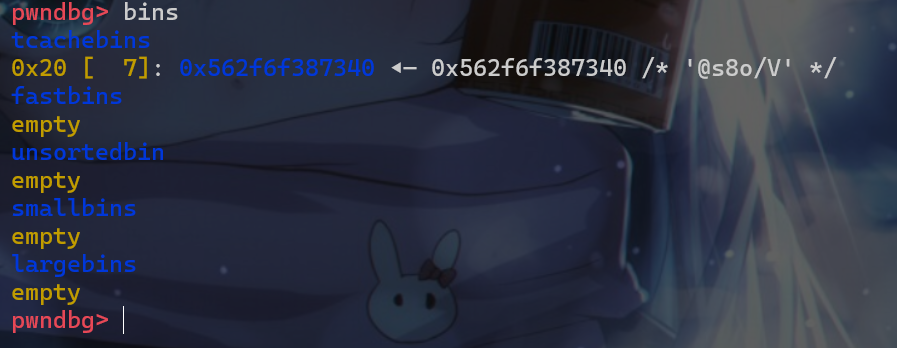 pwndbg> bins
tcachebins
0x20 [  7]: 0x562f6f387340 ◂— 0x562f6f387340 /* '@s8o/V' */
fastbins
empty
unsortedbin
empty
smallbins
empty
largebins
empty
pwndbg>